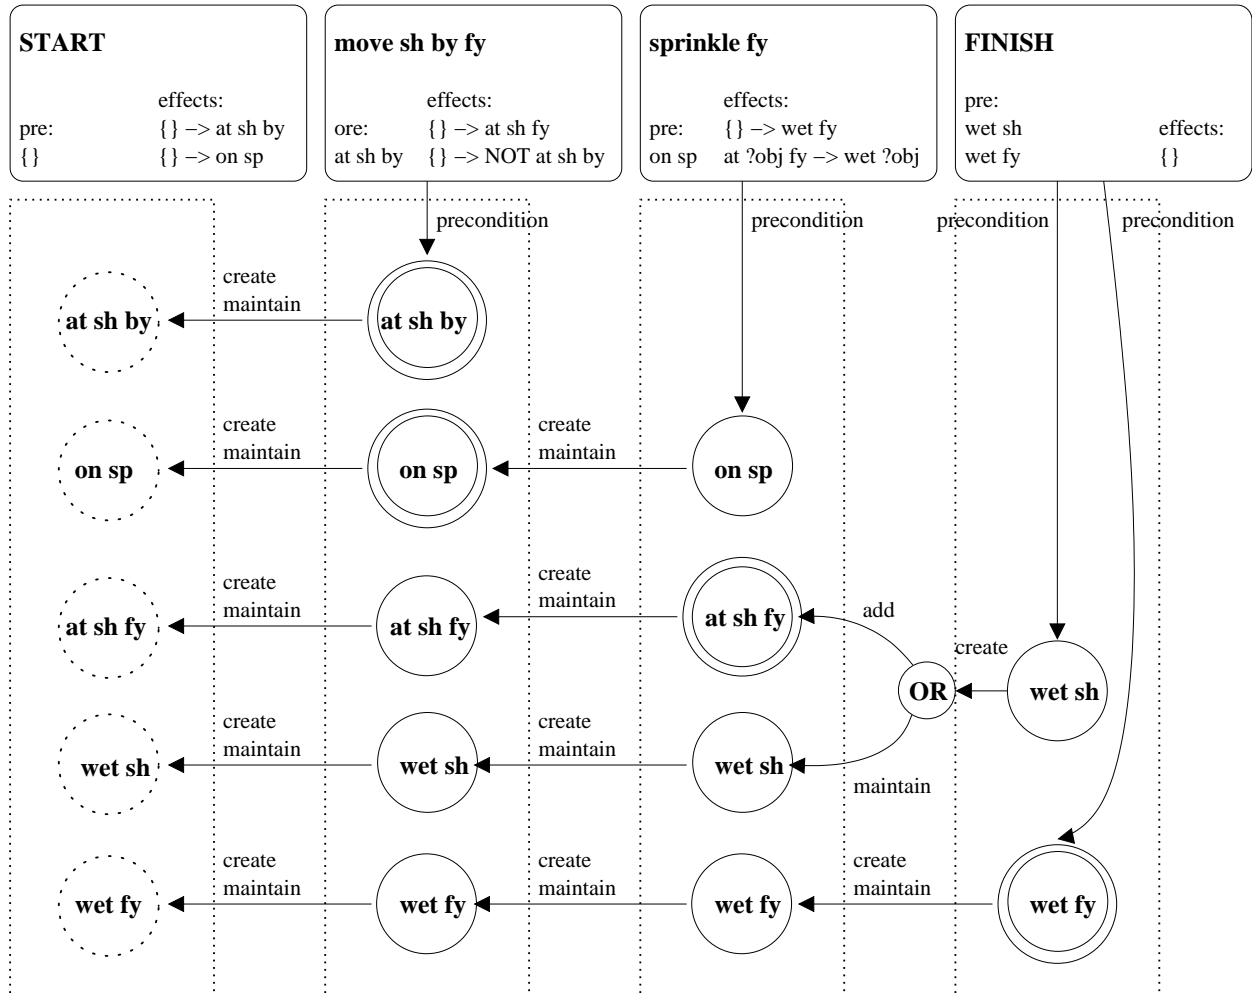 START
effects:
pre: {} –> at sh by
{} {} –> on sp
move sh by fy
effects:
ore: {} –> at sh fy
at sh by {} –> NOT at sh by
sprinkle fy
effects:
pre: {} –> wet fy
on sp at ?obj fy –> wet ?obj
FINISH
pre:
wet sh effects:
wet fy {}
precondition
precondition
precondition
precondition
at sh by
create
maintain
at sh by
on sp
create
maintain
on sp
create
maintain
on sp
at sh fy
create
maintain
at sh fy
create
maintain
at sh fy
add
OR
create
wet sh
wet sh
create
maintain
wet sh
create
maintain
wet sh
maintain
wet fy
create
maintain
wet fy
create
maintain
wet fy
create
maintain
wet fy